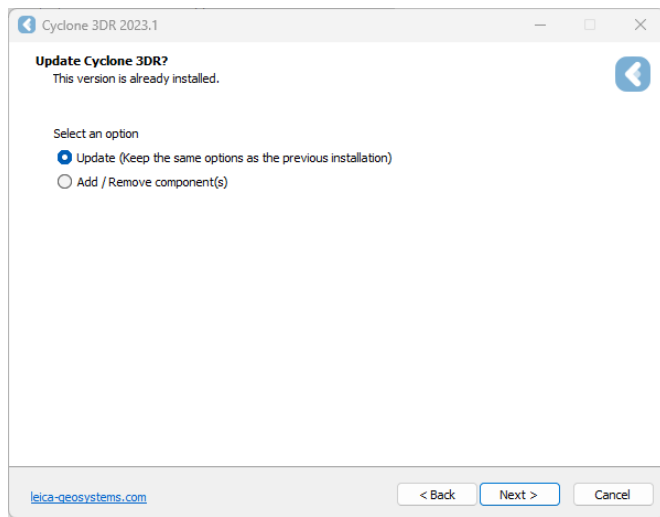 Cyclone 3DR 2023.1
Update Cyclone 3DR?
This version is already installed.
Select an option
Update (Keep the same options as the previous installation)
Add / Remove component(s)
leica-geosystems.com
< Back
Next >
Cancel